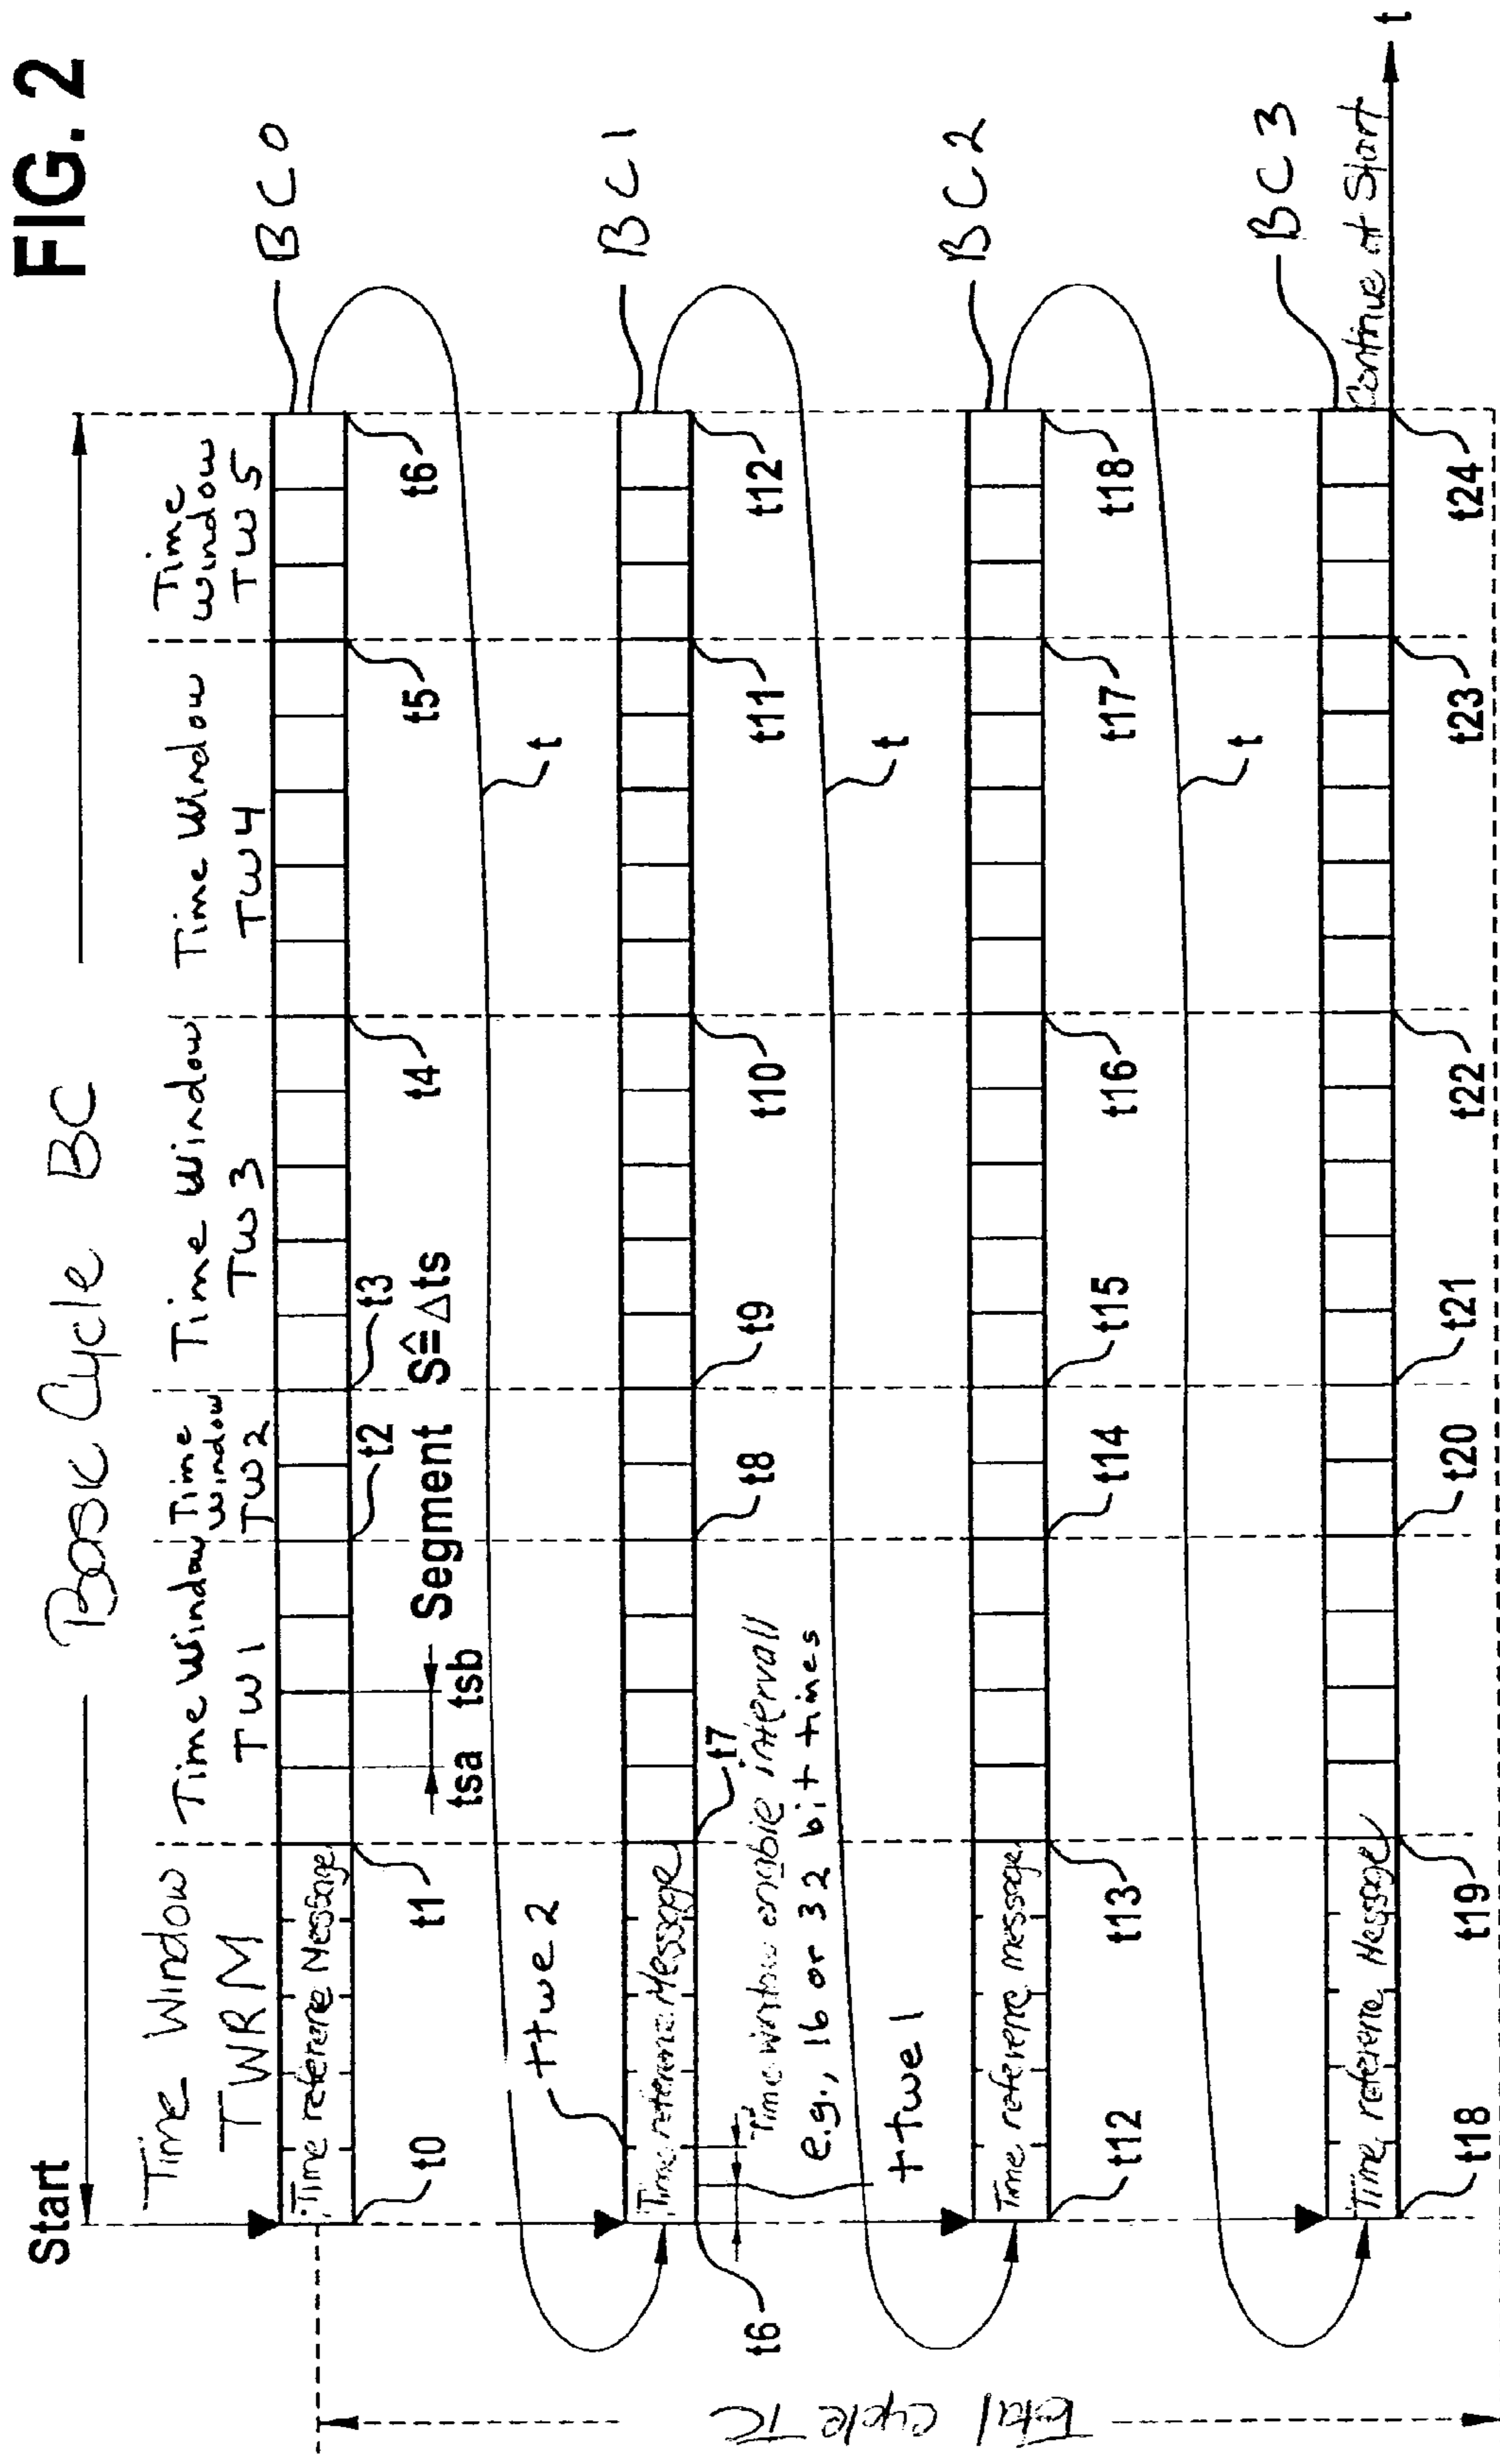 FIG. 2
Start
Basic Cycle BC
Time Window
TWRM
Time Window
TW1
Time
Window
TW2
Time Window
TW3
Time Window
TW4
Time
Window
TW5
BC0
Time reference Message
t0
t1
tsa
tsb
t2
t3
Segment S≙Δts
t4
t5
t6
t
ttwe2
BC1
Time reference Message
t6
t7
t8
t9
t10
t11
t12
Time window enable intervall
e.g., 16 or 32 bit times
ttwe1
t
BC2
Time reference message
t12
t13
t14
t15
t16
t17
t18
t
BC3
Time reference Message
Continue at Start
t
t18
t19
t20
t21
t22
t23
t24
Total cycle TC